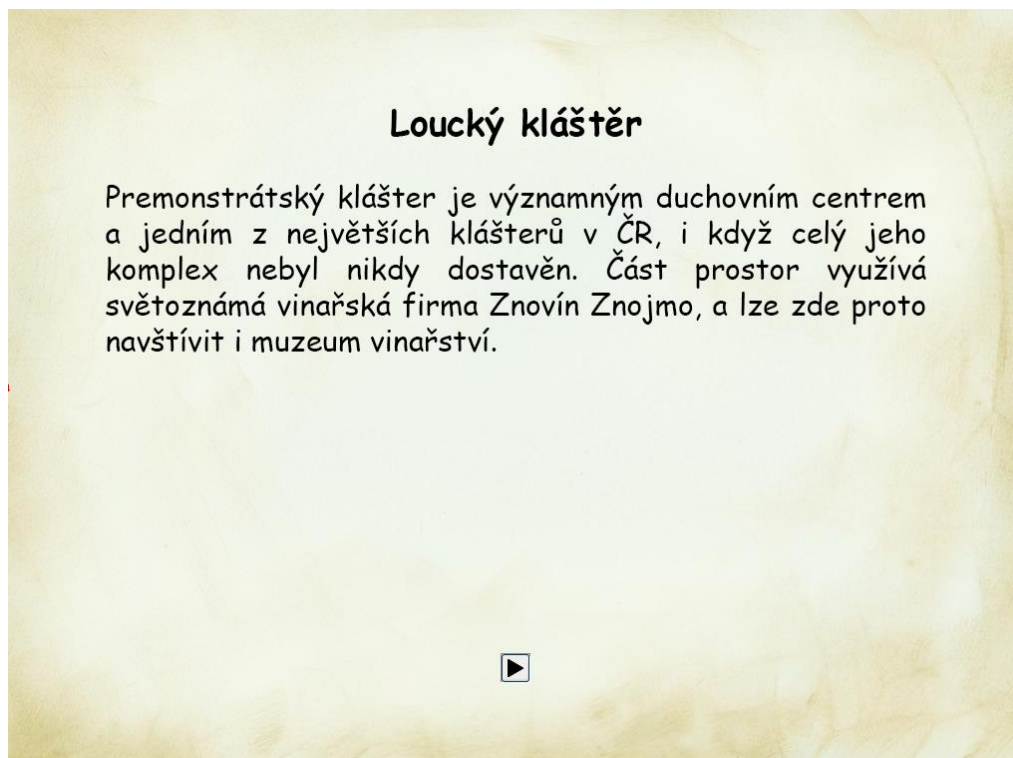 Loucký kláštěr
Premonstrátský klášter je významným duchovním centrem
a jedním z největších klášterů v ČR, i když celý jeho
komplex nebyl nikdy dostavěn. Část prostor využívá
světoznámá vinařská firma Znovín Znojmo, a lze zde proto
navštívit i muzeum vinařství.